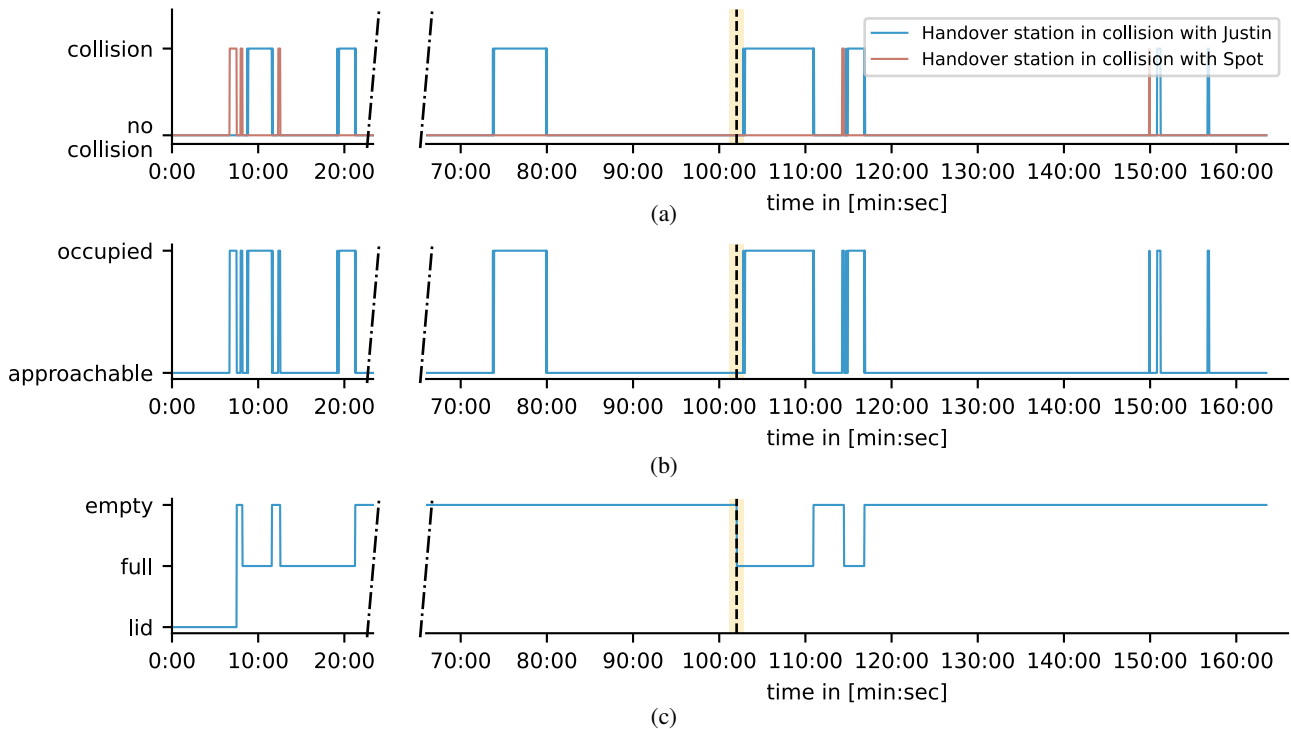 collision
no
collision
Handover station in collision with Justin
Handover station in collision with Spot
0:00 10:00 20:00 70:00 80:00 90:00 100:00 110:00 120:00 130:00 140:00 150:00 160:00
time in [min:sec]
(a)
occupied
approachable
0:00 10:00 20:00 70:00 80:00 90:00 100:00 110:00 120:00 130:00 140:00 150:00 160:00
time in [min:sec]
(b)
empty
full
lid
0:00 10:00 20:00 70:00 80:00 90:00 100:00 110:00 120:00 130:00 140:00 150:00 160:00
time in [min:sec]
(c)